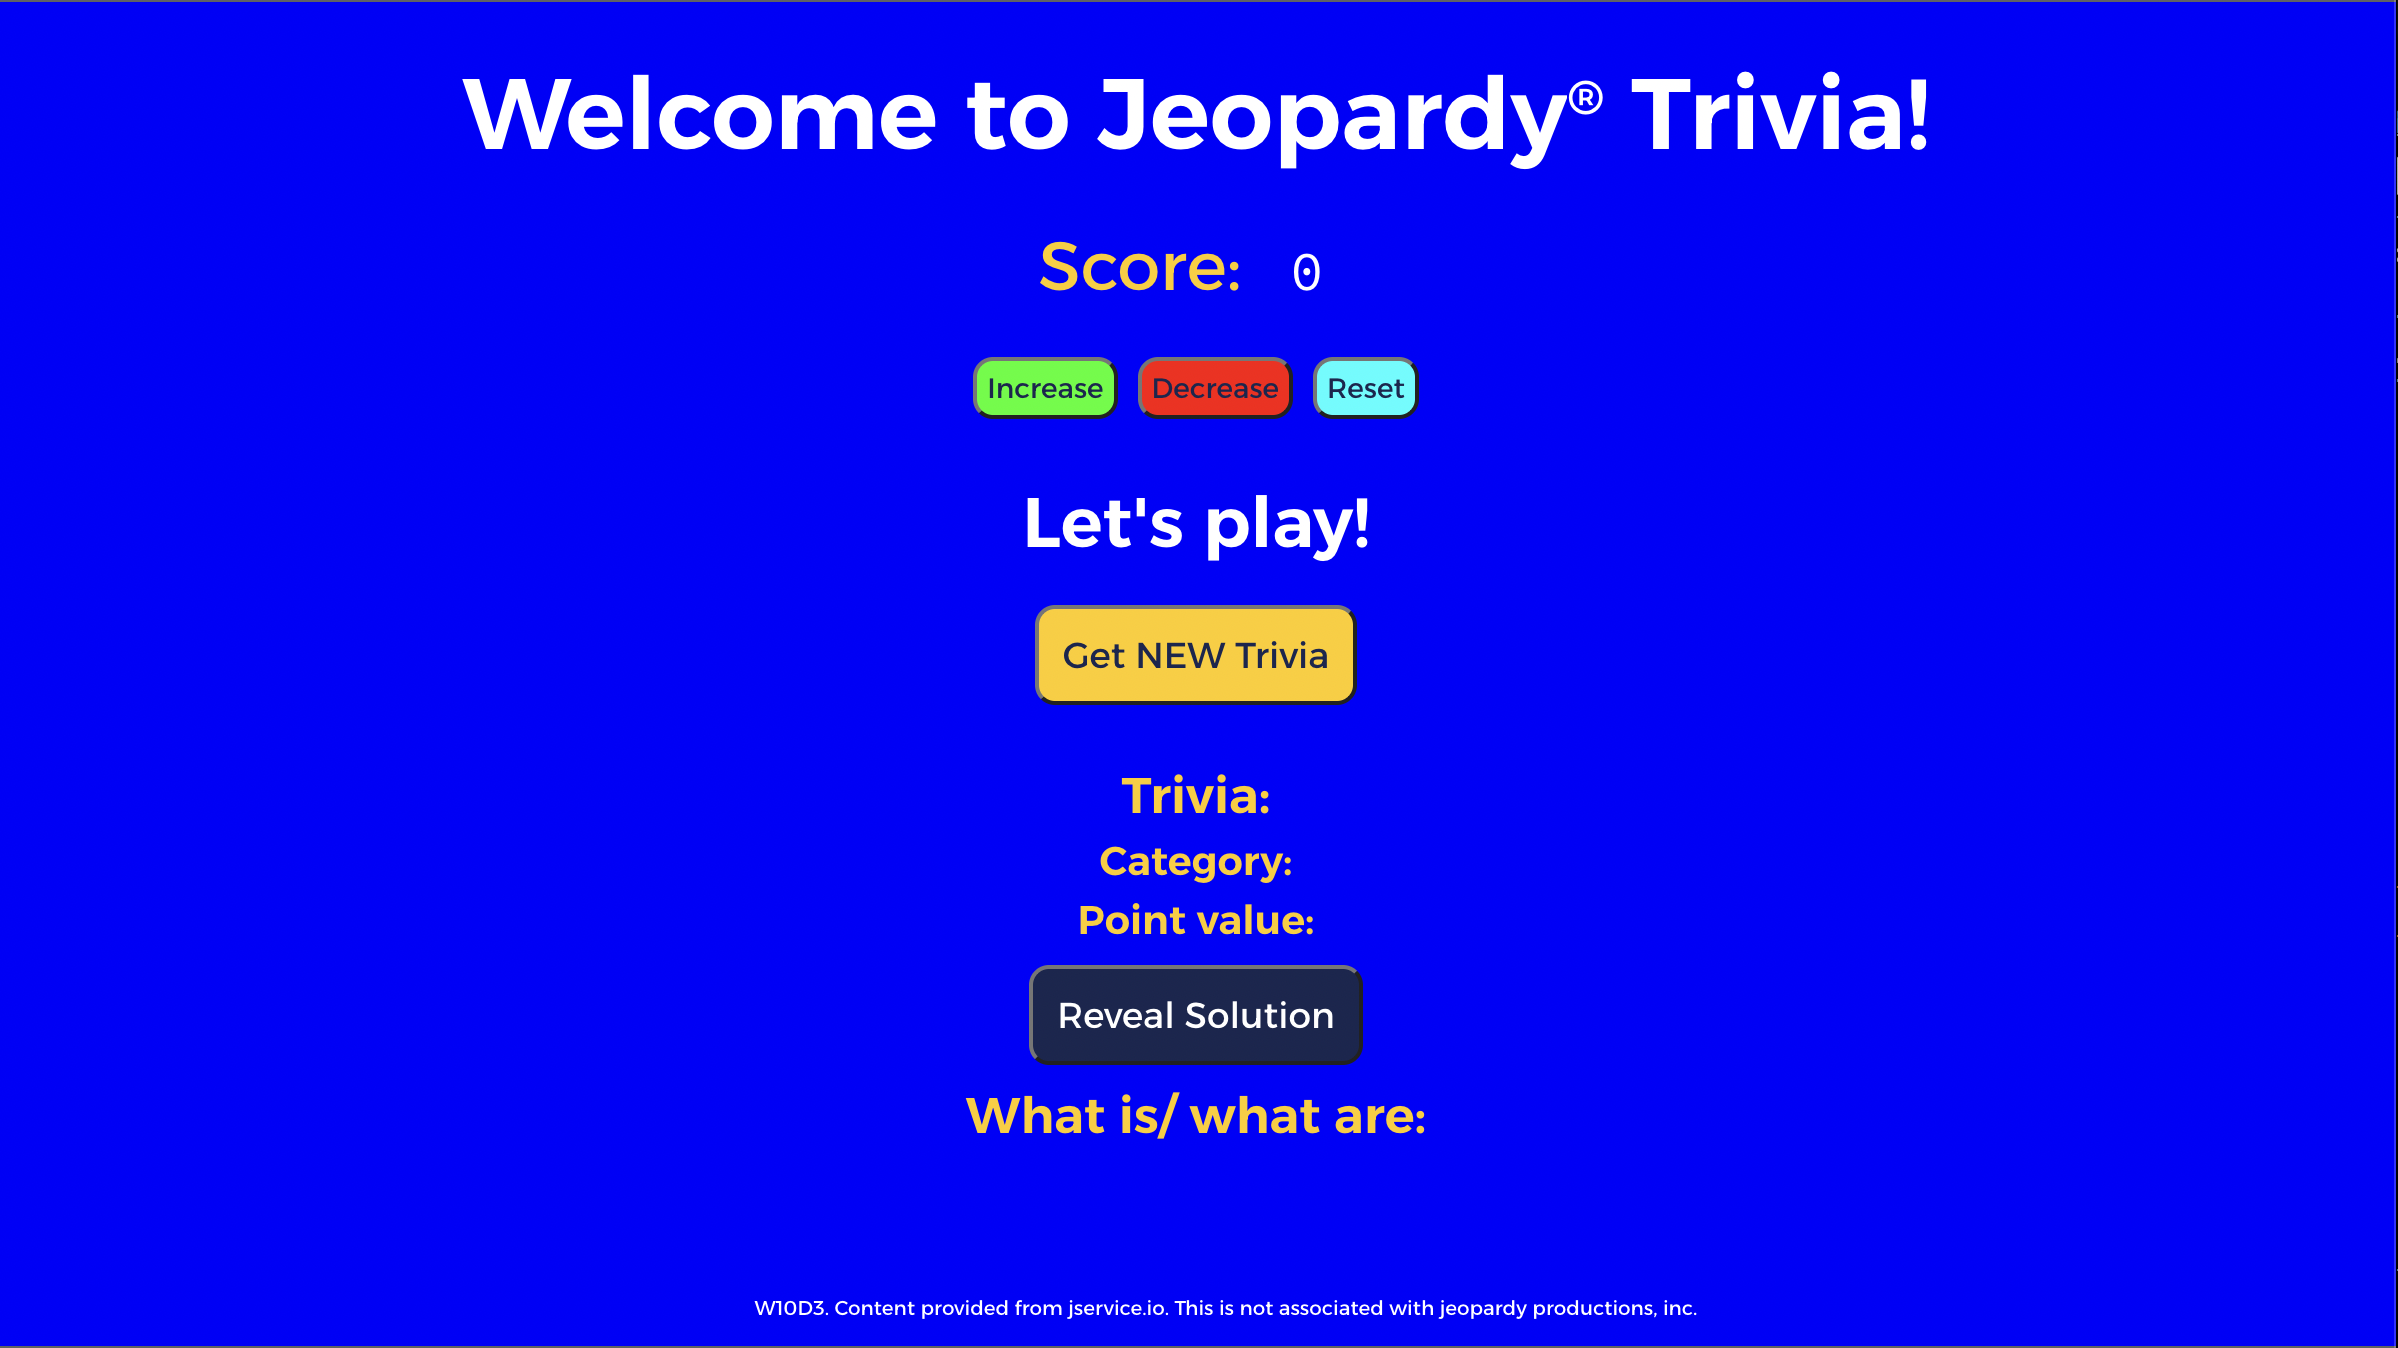 Welcome to Jeopardy® Trivia!
Score: 0
Increase Decrease Reset
Let's play!
Get NEW Trivia
Trivia:
Category:
Point value:
Reveal Solution
What is/ what are:
W10D3. Content provided from jservice.io. This is not associated with jeopardy productions, inc.